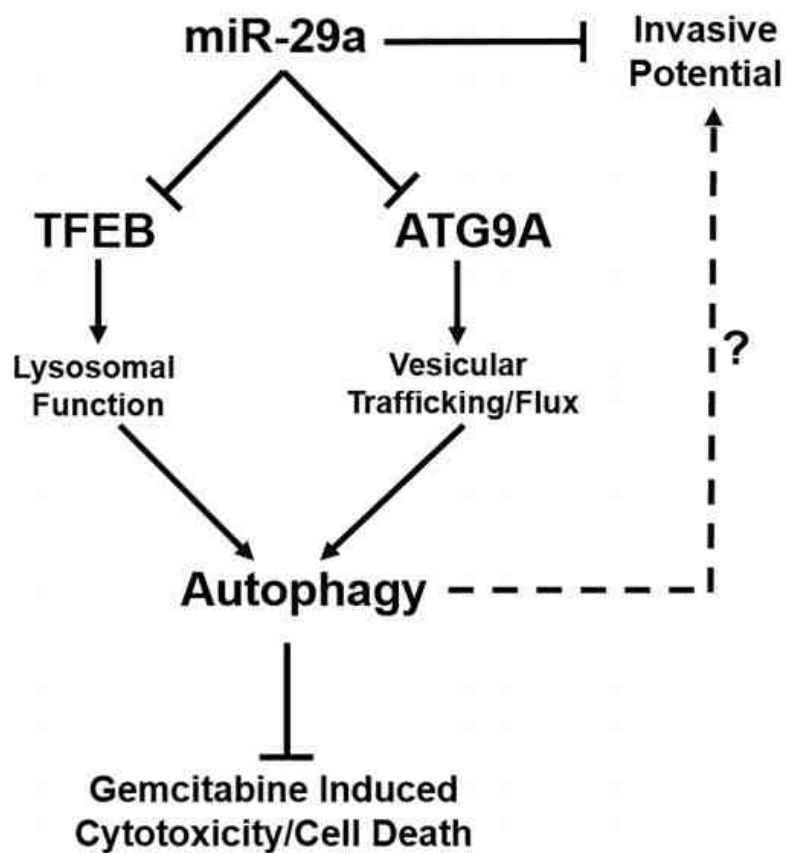 miR-29a
Invasive
Potential
TFEB
ATG9A
Lysosomal
Function
Vesicular
Trafficking/Flux
?
Autophagy
Gemcitabine Induced
Cytotoxicity/Cell Death